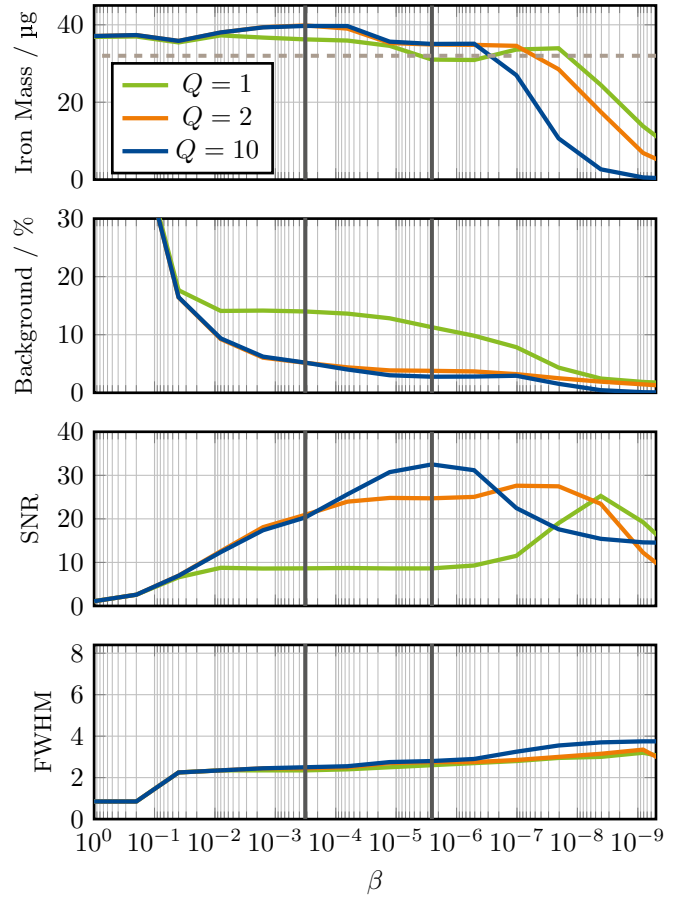 Iron Mass / µg
40
20
0
Q = 1
Q = 2
Q = 10
Background / %
30
20
10
0
SNR
40
30
20
10
0
FWHM
8
6
4
2
0
10⁰ 10⁻¹ 10⁻² 10⁻³ 10⁻⁴ 10⁻⁵ 10⁻⁶ 10⁻⁷ 10⁻⁸ 10⁻⁹
β